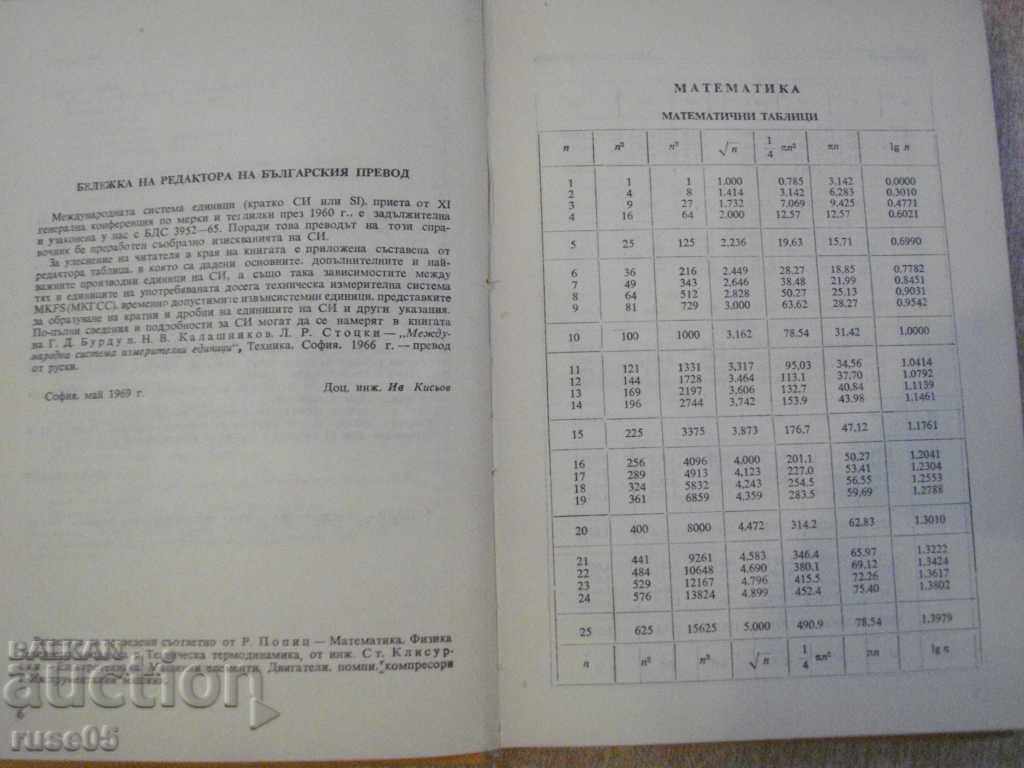 БЕЛЕЖКА НА РЕДАКТОРА НА БЪЛГАРСКИЯ ПРЕВОД
Международната система единици (кратко СИ или SI), приета от XI
генерална конференция по мерки и теглилки през 1960 г., е задължителна
и узаконена у нас с БДС 3952—65. Поради това преводът на този спра-
вочник бе преработен съобразно изискванията на СИ.
За улеснение на читателя в края на книгата е приложена съставена от
редактора таблица, в която са дадени основните, допълнителните и най-
важните производни единици на СИ, а също така зависимостите между
тях и единиците на употребяваната досега техническа измерителна система
MKFS (МКГСС), временно допустимите извънсистемни единици, представките
за образуване на кратни и дробни на единиците на СИ и други указания.
По-пълни сведения и подробности за СИ могат да се намерят в книгата
на Г. Д. Бурдун, Н. В. Калашников, Л. Р. Стоцки — „Между-
народна система измерителни единици“, Техника, София, 1966 г. — превод
от руски.
София, май 1969 г. Доц. инж. Ив Кисьов
съответно от Р. Попиц — Математика, Физика
Техническа термодинамика, от инж. Ст. Клисур-
елементи, Двигатели, помпи, компресори
6
МАТЕМАТИКА
МАТЕМАТИЧНИ ТАБЛИЦИ
n n² n³ √n 1/4 πn² πn lg n
1 1 1 1.000 0,785 3,142 0,0000
2 4 8 1,414 3,142 6,283 0,3010
3 9 27 1,732 7,069 9,425 0,4771
4 16 64 2,000 12,57 12,57 0,6021
5 25 125 2,236 19,63 15,71 0,6990
6 36 216 2,449 28,27 18,85 0,7782
7 49 343 2,646 38,48 21,99 0,8451
8 64 512 2,828 50,27 25,13 0,9031
9 81 729 3,000 63,62 28,27 0,9542
10 100 1000 3,162 78,54 31,42 1,0000
11 121 1331 3,317 95,03 34,56 1.0414
12 144 1728 3,464 113,1 37,70 1.0792
13 169 2197 3,606 132,7 40,84 1,1139
14 196 2744 3,742 153,9 43,98 1,1461
15 225 3375 3,873 176,7 47,12 1,1761
16 256 4096 4,000 201,1 50,27 1,2041
17 289 4913 4,123 227,0 53,41 1,2304
18 324 5832 4,243 254,5 56,55 1,2553
19 361 6859 4,359 283,5 59,69 1,2788
20 400 8000 4,472 314,2 62,83 1,3010
21 441 9261 4,583 346,4 65,97 1,3222
22 484 10648 4,690 380,1 69,12 1,3424
23 529 12167 4,796 415,5 72,26 1,3617
24 576 13824 4,899 452,4 75,40 1,3802
25 625 15625 5,000 490,9 78,54 1,3979
n n² n³ √n 1/4 πn² πn lg n
BALKAN
auction
ruse05